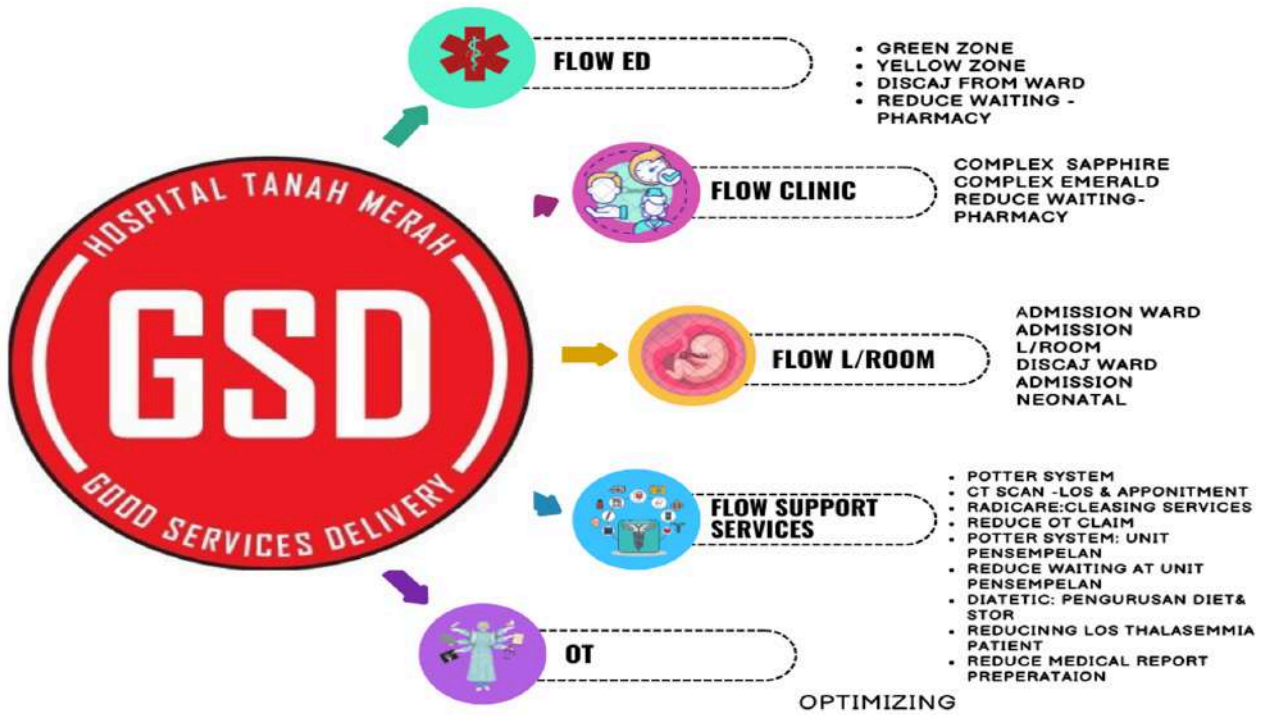 HOSPITAL TANAH MERAH
GSD
GOOD SERVICES DELIVERY
FLOW ED
• GREEN ZONE
• YELLOW ZONE
• DISCAJ FROM WARD
• REDUCE WAITING -
PHARMACY
FLOW CLINIC
COMPLEX SAPPHIRE
COMPLEX EMERALD
REDUCE WAITING-
PHARMACY
FLOW L/ROOM
ADMISSION WARD
ADMISSION
L/ROOM
DISCAJ WARD
ADMISSION
NEONATAL
FLOW SUPPORT
SERVICES
• POTTER SYSTEM
• CT SCAN -LOS & APPONITMENT
• RADICARE:CLEASING SERVICES
• REDUCE OT CLAIM
• POTTER SYSTEM: UNIT
PENSEMPELAN
• REDUCE WAITING AT UNIT
PENSEMPELAN
• DIATETIC: PENGURUSAN DIET&
STOR
• REDUCINNG LOS THALASEMMIA
PATIENT
• REDUCE MEDICAL REPORT
PREPERATAION
OT
OPTIMIZING